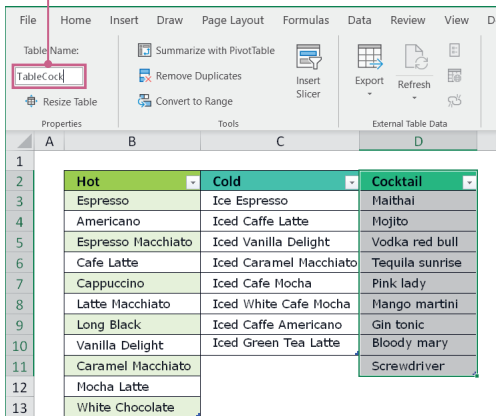 File Home Insert Draw Page Layout Formulas Data Review View D
Table Name:
TableCock
Resize Table
Properties
Summarize with PivotTable
Remove Duplicates
Convert to Range
Insert
Slicer
Tools
Export
Refresh
External Table Data
A B C D
1
2 Hot Cold Cocktail
3 Espresso Ice Espresso Maithai
4 Americano Iced Caffe Latte Mojito
5 Espresso Macchiato Iced Vanilla Delight Vodka red bull
6 Cafe Latte Iced Caramel Macchiato Tequila sunrise
7 Cappuccino Iced Cafe Mocha Pink lady
8 Latte Macchiato Iced White Cafe Mocha Mango martini
9 Long Black Iced Caffe Americano Gin tonic
10 Vanilla Delight Iced Green Tea Latte Bloody mary
11 Caramel Macchiato Screwdriver
12 Mocha Latte
13 White Chocolate